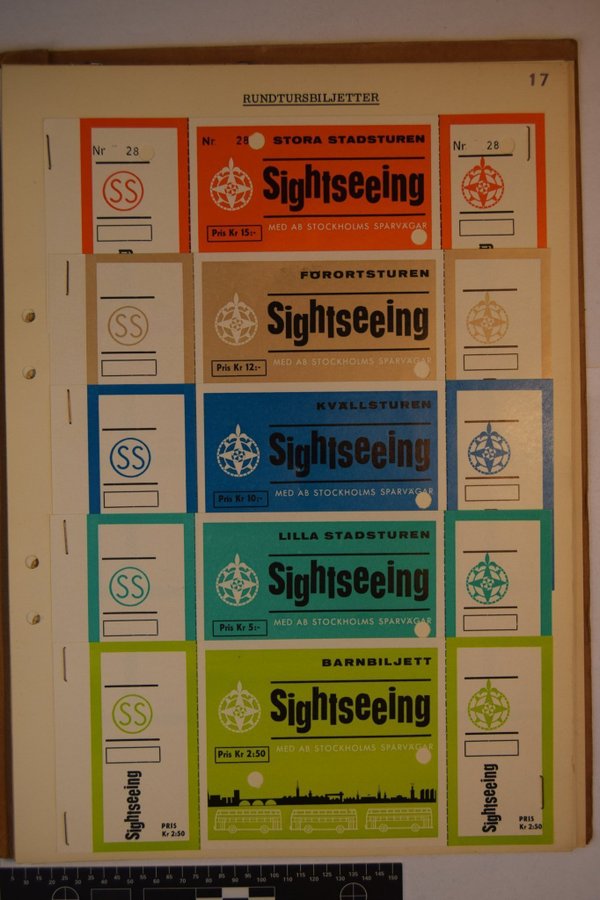 17
RUNDTURSBILJETTER
Nr 28
SS
Nr 28 STORA STADSTUREN
Sightseeing
Pris Kr 15:- MED AB STOCKHOLMS SPÅRVÄGAR
Nr 28
SS
FÖRORTSTUREN
Sightseeing
Pris Kr 12:- MED AB STOCKHOLMS SPÅRVÄGAR
SS
KVÄLLSTUREN
Sightseeing
Pris Kr 10:- MED AB STOCKHOLMS SPÅRVÄGAR
SS
LILLA STADSTUREN
Sightseeing
Pris Kr 5:- MED AB STOCKHOLMS SPÅRVÄGAR
SS
Sightseeing
PRIS
Kr 2:50
BARNBILJETT
Sightseeing
Pris Kr 2:50 MED AB STOCKHOLMS SPÅRVÄGAR
Sightseeing
PRIS
Kr 2:50